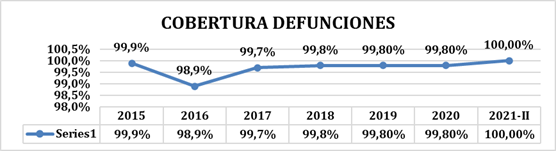 COBERTURA DEFUNCIONES
100,5%
100,0%
99,5%
99,0%
98,5%
98,0%
99,9% 98,9% 99,7% 99,8% 99,80% 99,80% 100,00%
2015 2016 2017 2018 2019 2020 2021-II
Series1 99,9% 98,9% 99,7% 99,8% 99,80% 99,80% 100,00%